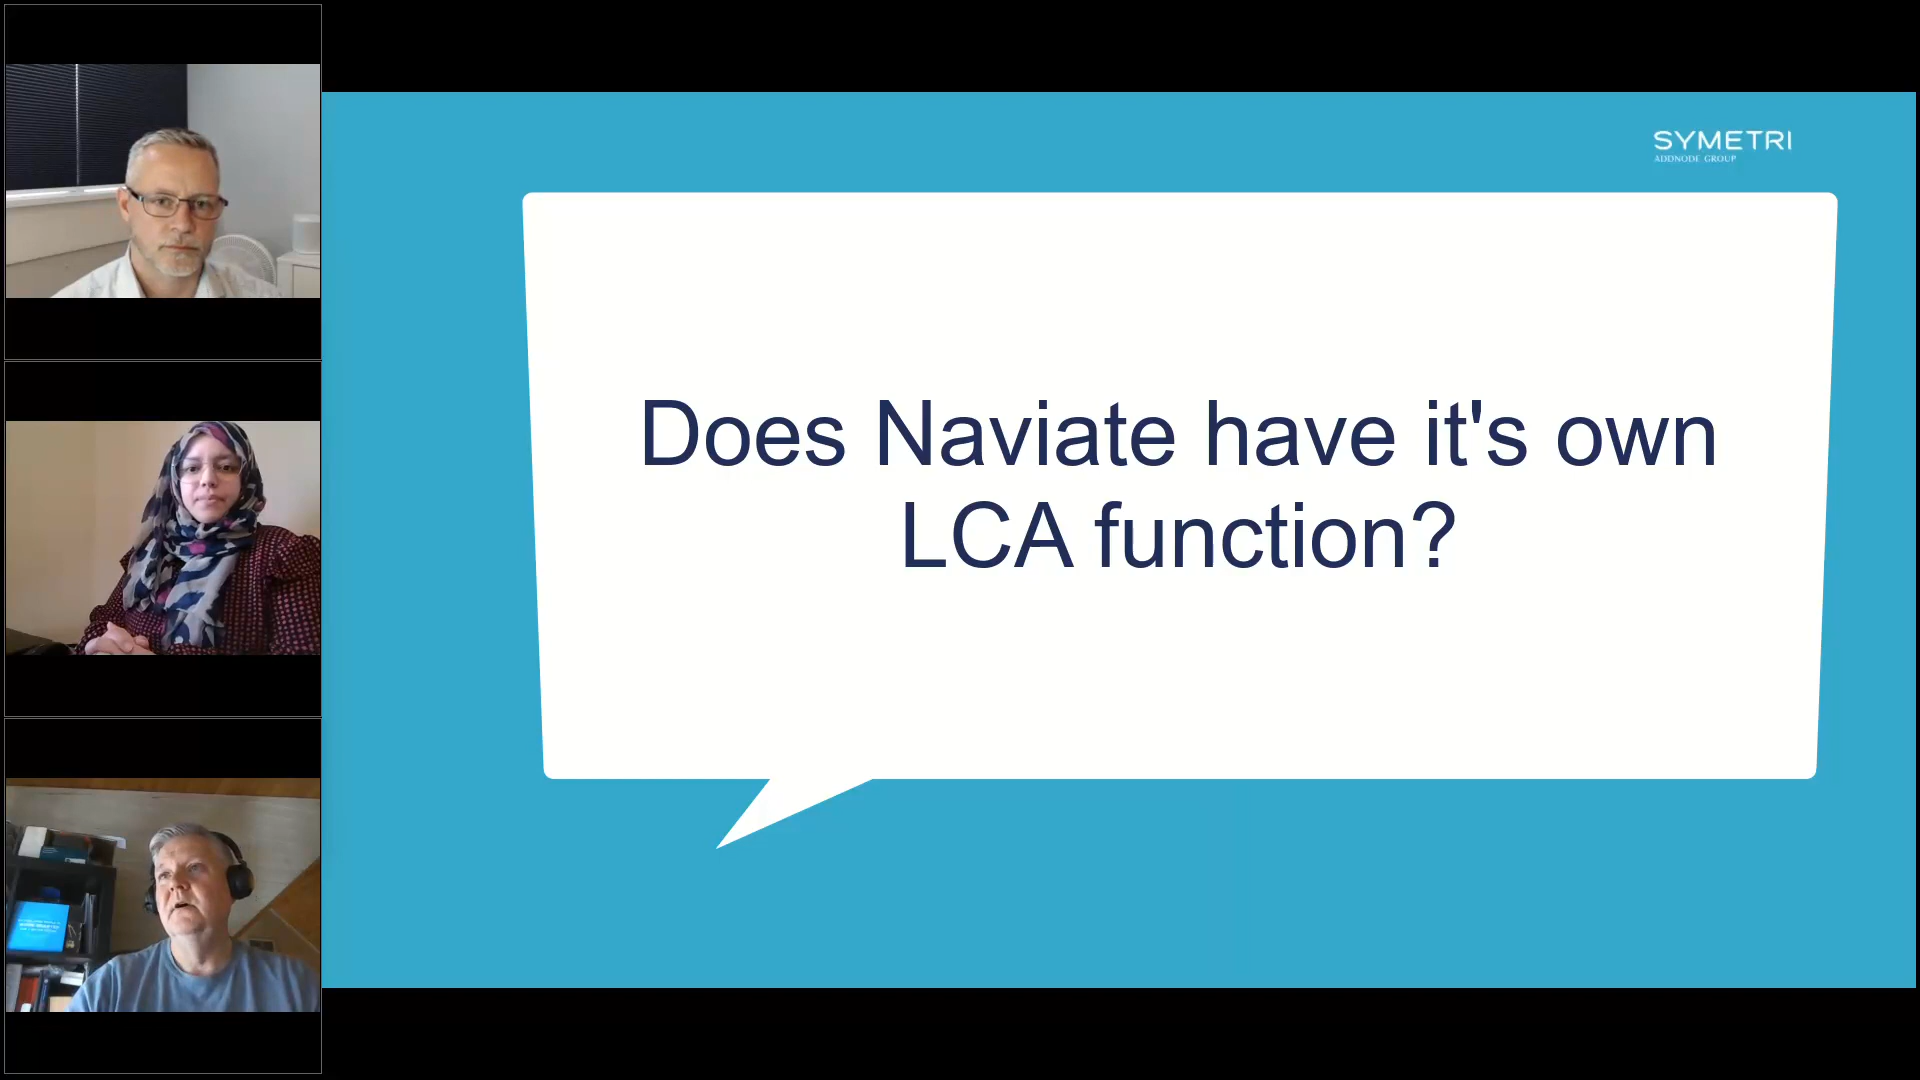 SYMETRI
ADDNODE GROUP
Does Naviate have it's own
LCA function?